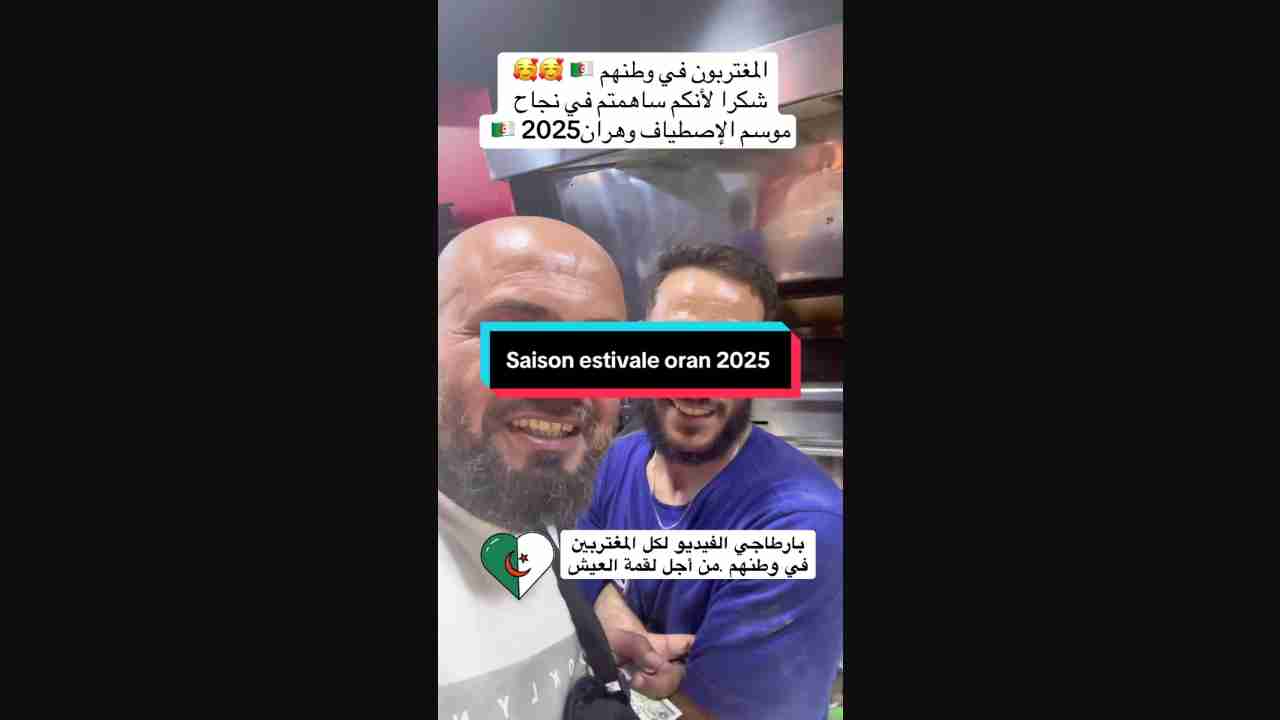 المغتربون في وطنهم 🇩🇿 🥰🥰
شكرا لأنكم ساهمتم في نجاح
موسم الإصطياف وهران2025 🇩🇿
Saison estivale oran 2025
بارطاجي الفيديو لكل المغتربين
في وطنهم .من أجل لقمة العيش